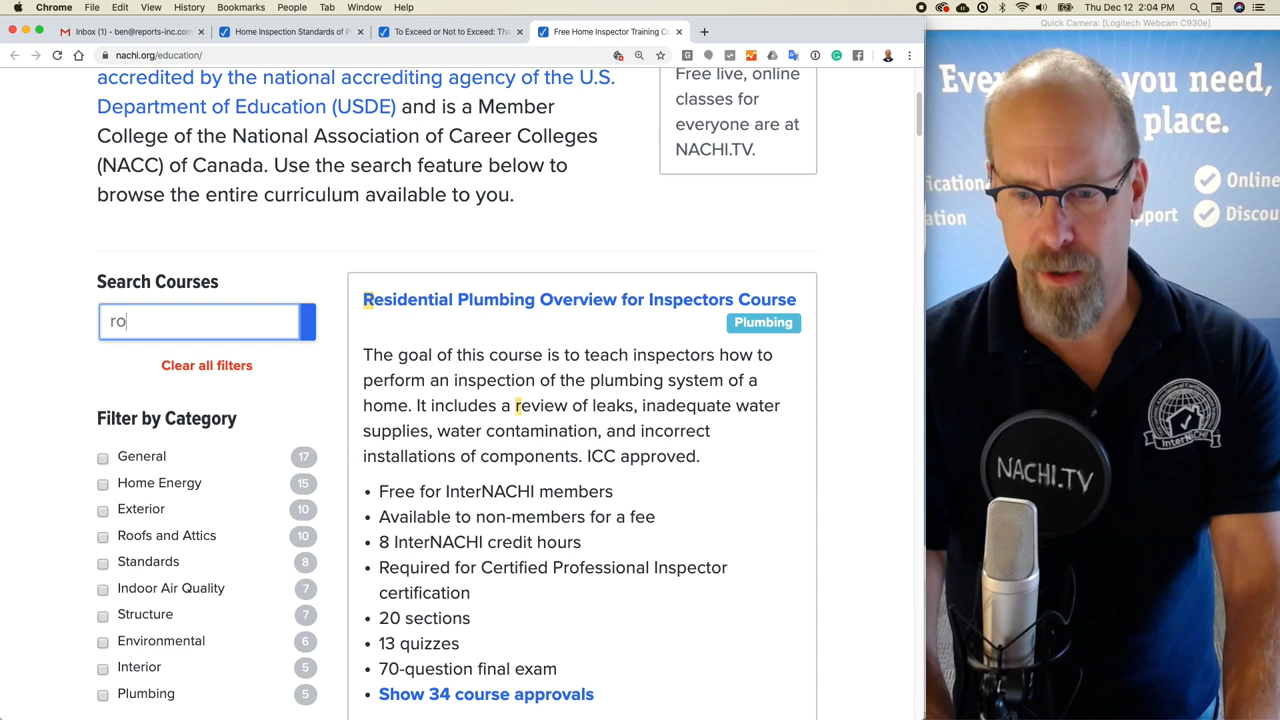 Chrome File Edit View History Bookmarks People Tab Window Help
Thu Dec 12 2:04 PM
Quick Camera: [Logitech Webcam C930e]
Inbox (1) - ben@reports-inc.com
Home Inspection Standards of P
To Exceed or Not to Exceed: Tha
Free Home Inspector Training Co
nachi.org/education/
accredited by the national accrediting agency of the U.S.
Department of Education (USDE) and is a Member
College of the National Association of Career Colleges
(NACC) of Canada. Use the search feature below to
browse the entire curriculum available to you.
Free live, online
classes for
everyone are at
NACHI.TV.
Search Courses
ro
Clear all filters
Filter by Category
General 17
Home Energy 15
Exterior 10
Roofs and Attics 10
Standards 8
Indoor Air Quality 7
Structure 7
Environmental 6
Interior 5
Plumbing 5
Residential Plumbing Overview for Inspectors Course
Plumbing
The goal of this course is to teach inspectors how to
perform an inspection of the plumbing system of a
home. It includes a review of leaks, inadequate water
supplies, water contamination, and incorrect
installations of components. ICC approved.
• Free for InterNACHI members
• Available to non-members for a fee
• 8 InterNACHI credit hours
• Required for Certified Professional Inspector
certification
• 20 sections
• 13 quizzes
• 70-question final exam
• Show 34 course approvals
you need,
place.
Online
NACHI.TV
InterNACHI